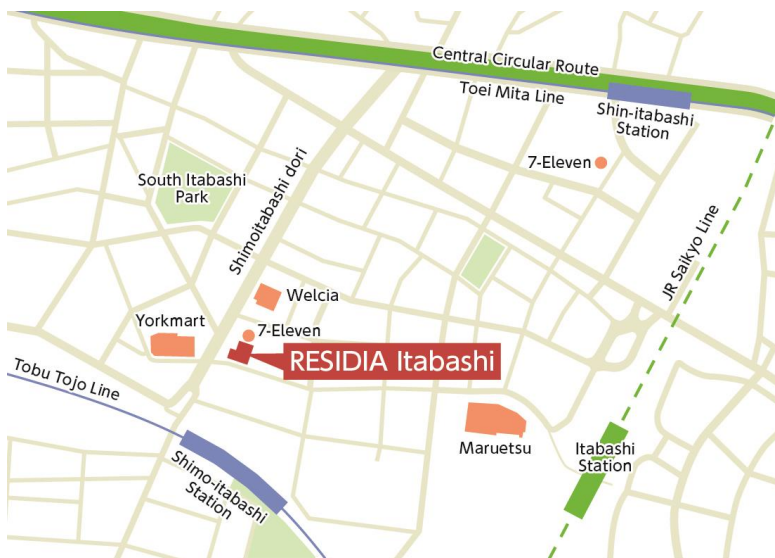 Central Circular Route
Toei Mita Line
Shin-itabashi
Station
7-Eleven
South Itabashi
Park
Shimoitabashi dori
JR Saikyo Line
Welcia
Yorkmart
7-Eleven
RESIDIA Itabashi
Tobu Tojo Line
Maruetsu
Itabashi
Station
Shimo-itabashi
Station